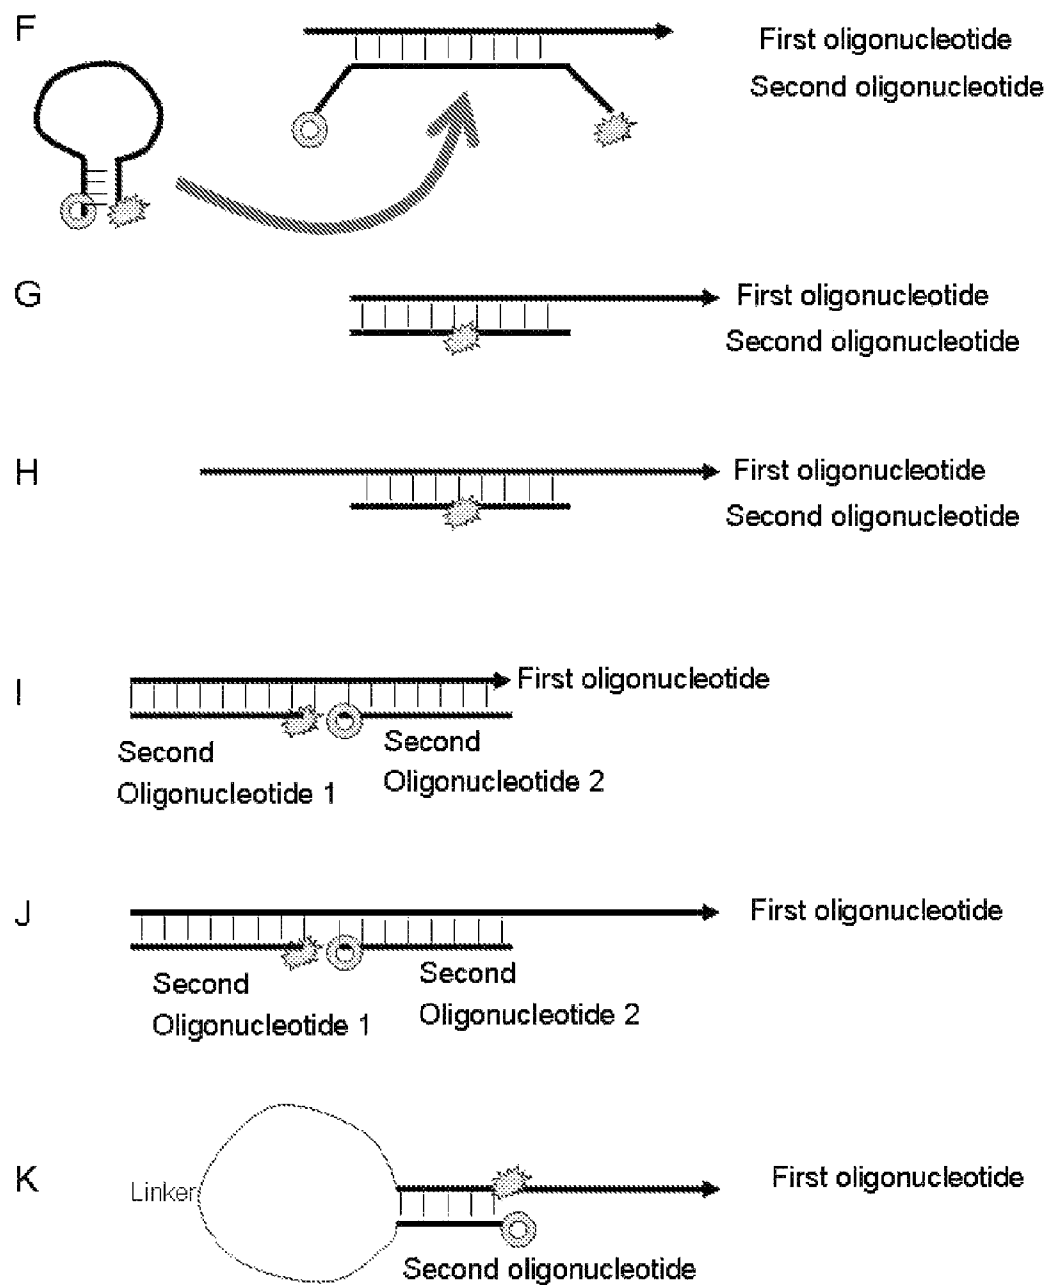 F
First oligonucleotide
Second oligonucleotide
G
First oligonucleotide
Second oligonucleotide
H
First oligonucleotide
Second oligonucleotide
I
First oligonucleotide
Second
Oligonucleotide 1
Second
Oligonucleotide 2
J
First oligonucleotide
Second
Oligonucleotide 1
Second
Oligonucleotide 2
K
Linker
First oligonucleotide
Second oligonucleotide